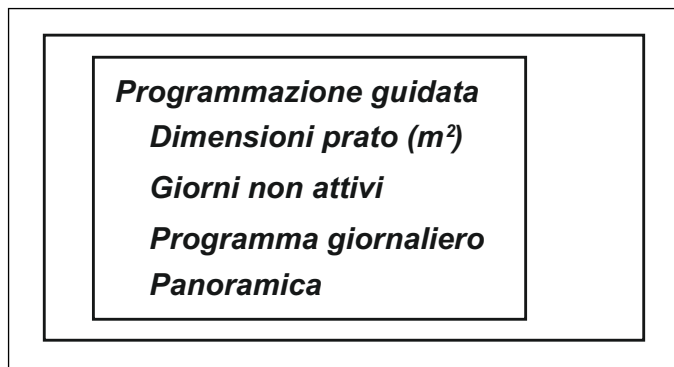 Programmazione guidata
Dimensioni prato (m²)
Giorni non attivi
Programma giornaliero
Panoramica